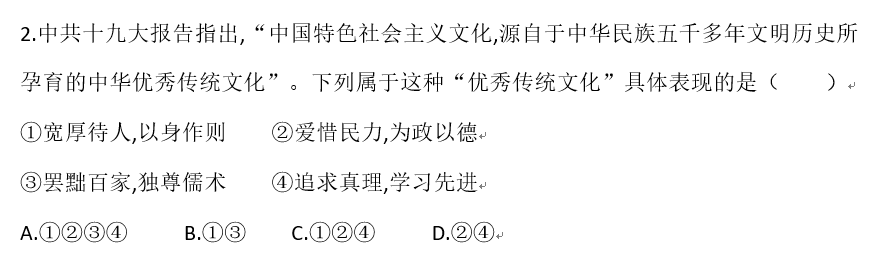 2.中共十九大报告指出,“中国特色社会主义文化,源自于中华民族五千多年文明历史所
孕育的中华优秀传统文化”。下列属于这种“优秀传统文化”具体表现的是（　　）
①宽厚待人,以身作则　　②爱惜民力,为政以德
③罢黜百家,独尊儒术　　④追求真理,学习先进
A.①②③④　　B.①③　　C.①②④　　D.②④